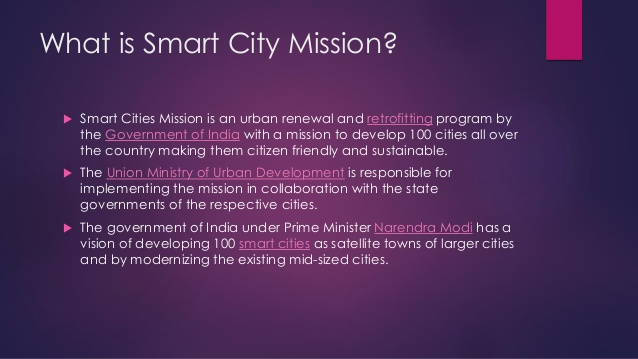 What is Smart City Mission?
Smart Cities Mission is an urban renewal and retrofitting program by
the Government of India with a mission to develop 100 cities all over
the country making them citizen friendly and sustainable.
The Union Ministry of Urban Development is responsible for
implementing the mission in collaboration with the state
governments of the respective cities.
The government of India under Prime Minister Narendra Modi has a
vision of developing 100 smart cities as satellite towns of larger cities
and by modernizing the existing mid-sized cities.